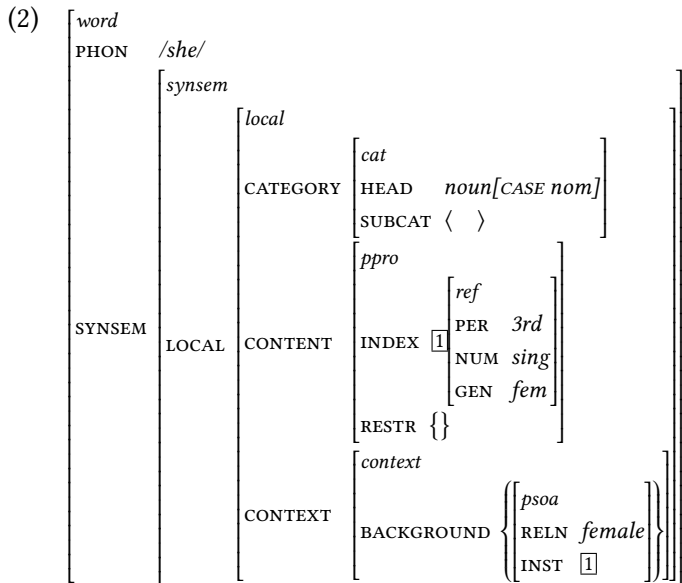 (2)
word
PHON /she/
synsem
local
cat
CATEGORY HEAD noun[CASE nom]
SUBCAT ⟨ ⟩
ppro
ref
PER 3rd
SYNSEM LOCAL CONTENT INDEX 1
NUM sing
GEN fem
RESTR {}
context
psoa
CONTEXT BACKGROUND { RELN female }
INST 1